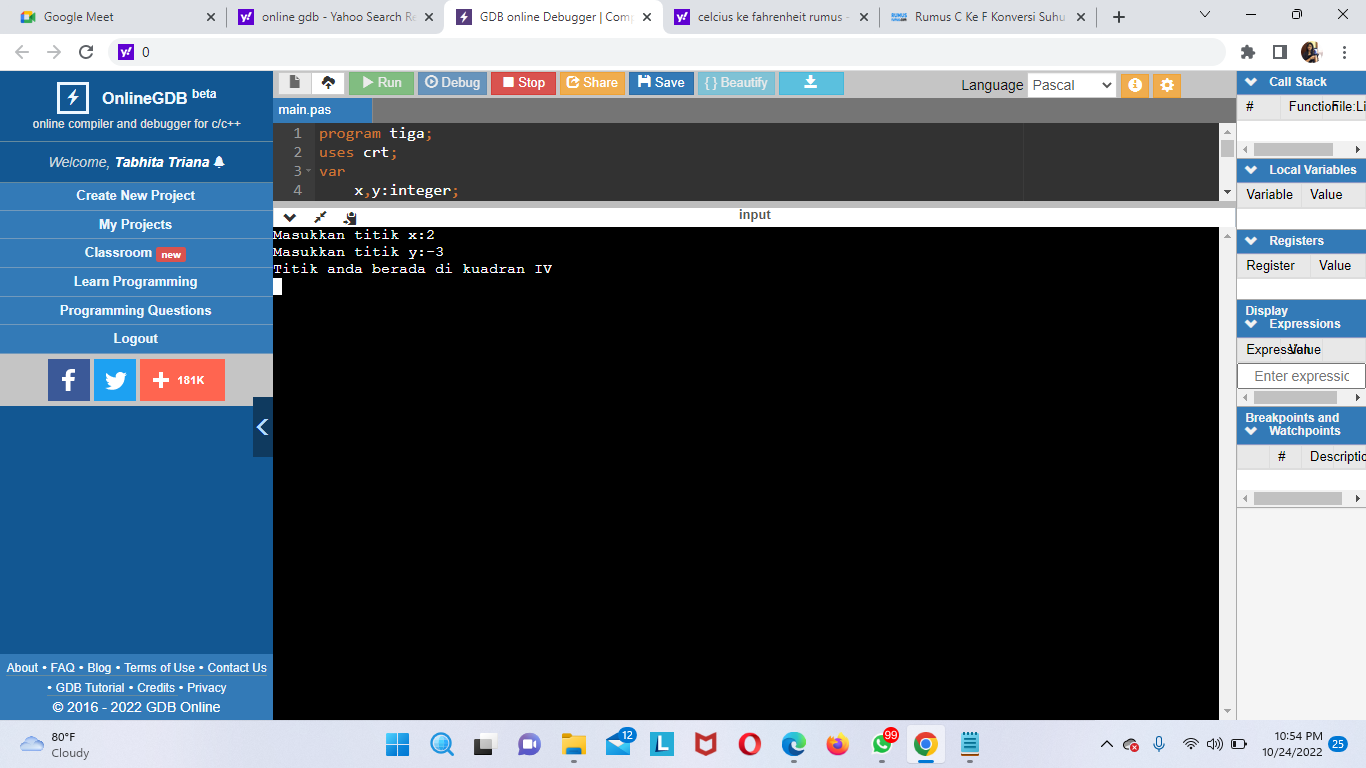 Google Meet
online gdb - Yahoo Search Re
GDB online Debugger | Comp
celcius ke fahrenheit rumus -
Rumus C Ke F Konversi Suhu
y! 0
OnlineGDB beta
online compiler and debugger for c/c++
Welcome, Tabhita Triana
Create New Project
My Projects
Classroom new
Learn Programming
Programming Questions
Logout
181K
About • FAQ • Blog • Terms of Use • Contact Us
• GDB Tutorial • Credits • Privacy
© 2016 - 2022 GDB Online
Run Debug Stop Share Save { } Beautify
Language Pascal
main.pas
1 program tiga;
2 uses crt;
3 var
4 x,y:integer;
input
Masukkan titik x:2
Masukkan titik y:-3
Titik anda berada di kuadran IV
Call Stack
# Function File:Li
Local Variables
Variable Value
Registers
Register Value
Display
Expressions
Expression Value
Enter expressic
Breakpoints and
Watchpoints
# Descriptic
80°F
Cloudy
12
99
10:54 PM
10/24/2022
25